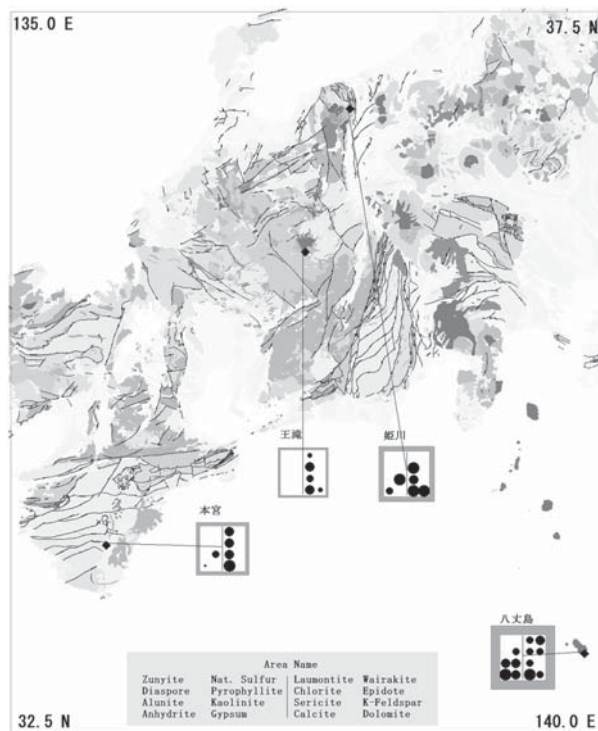 135.0 E 37.5 N
王滝 姫川
本宮
八丈島
Area Name
Zunyite Nat. Sulfur Laumontite Wairakite
Diaspore Pyrophyllite Chlorite Epidote
Alunite Kaolinite Sericite K-Feldspar
Anhydrite Gypsum Calcite Dolomite
32.5 N 140.0 E